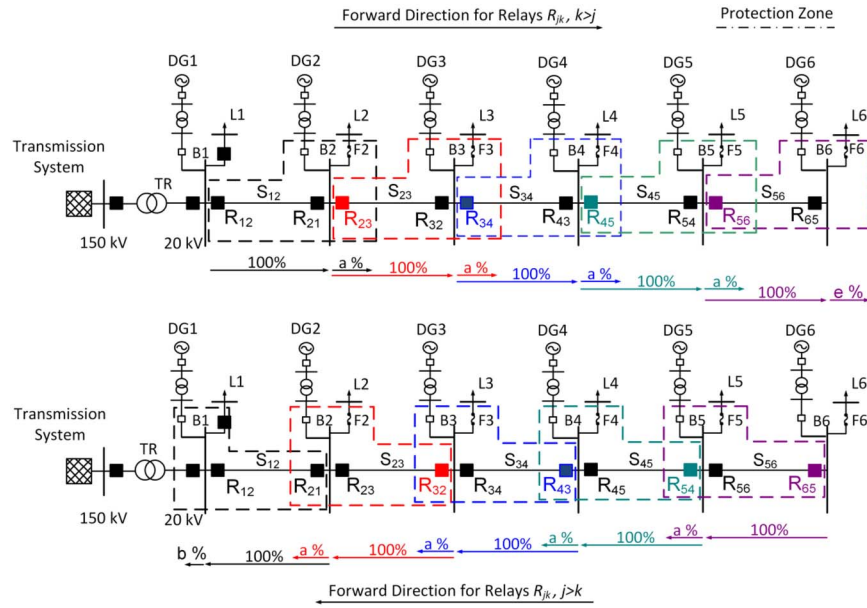 Forward Direction for Relays R_jk, k>j
Protection Zone
DG1 DG2 DG3 DG4 DG5 DG6
L1 L2 L3 L4 L5 L6
Transmission
System
B1 B2 F2 B3 F3 B4 F4 B5 F5 B6 F6
TR
S12 S23 S34 S45 S56
R12 R21 R23 R32 R34 R43 R45 R54 R56 R65
150 kV 20 kV
100% a % 100% a % 100% a %
100% a % 100% e %
DG1 DG2 DG3 DG4 DG5 DG6
L1 L2 L3 L4 L5 L6
Transmission
System
B1 B2 F2 B3 F3 B4 F4 B5 F5 B6 F6
TR
S12 S23 S34 S45 S56
R12 R21 R23 R32 R34 R43 R45 R54 R56 R65
150 kV 20 kV
b % 100% a % 100% a % 100% a % 100% a % 100%
Forward Direction for Relays R_jk, j>k